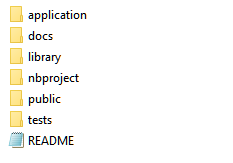 application
docs
library
nbproject
public
tests
README